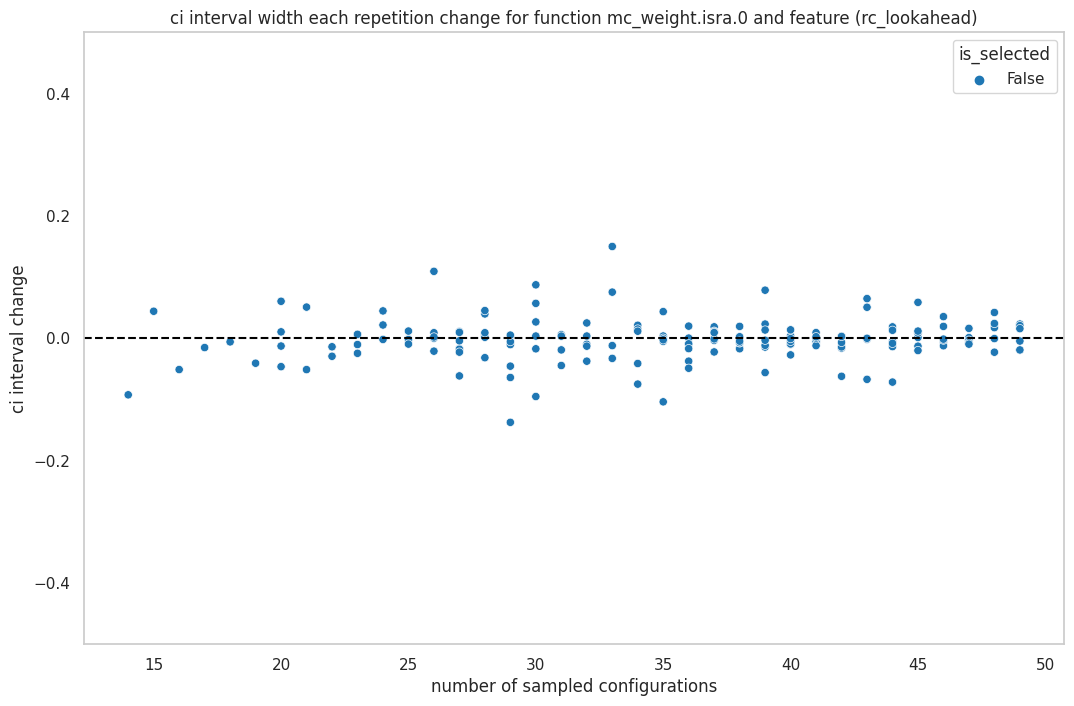 ci interval width each repetition change for function mc_weight.isra.0 and feature (rc_lookahead)
is_selected
False
ci interval change
0.4
0.2
0.0
−0.2
−0.4
15 20 25 30 35 40 45 50
number of sampled configurations